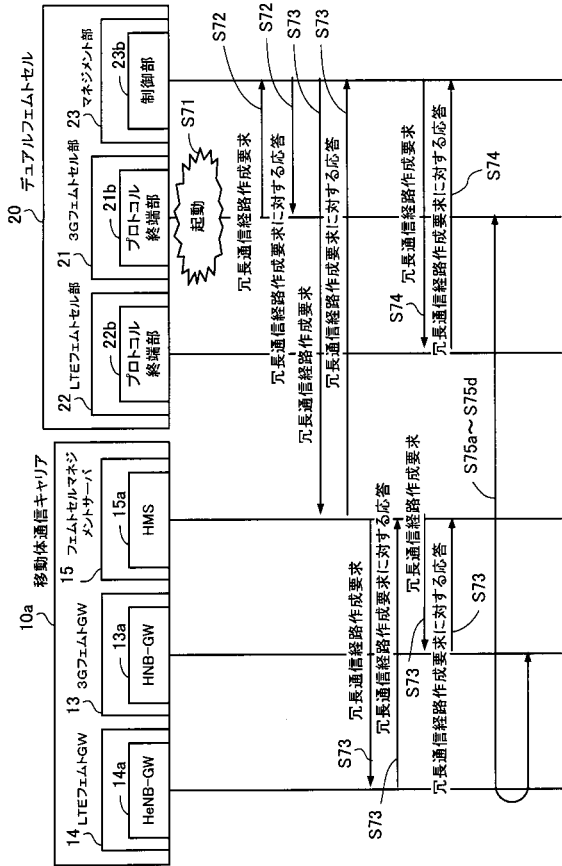 移動体通信キャリア
10a
14 LTEフェムトGW
14a
HeNB-GW
13 3GフェムトGW
13a
HNB-GW
15 フェムトセルマネジ
メントサーバ
15a
HMS
20 デュアルフェムトセル
22 LTEフェムトセル部
22b
プロトコル
終端部
21 3Gフェムトセル部
21b
プロトコル
終端部
23 マネジメント部
23b
制御部
起動
S71
冗長通信経路作成要求
S72
冗長通信経路作成要求に対する応答
S72
冗長通信経路作成要求
S73
冗長通信経路作成要求に対する応答
S73
冗長通信経路作成要求
S73
冗長通信経路作成要求に対する応答
S73
冗長通信経路作成要求
S73
冗長通信経路作成要求に対する応答
S73
冗長通信経路作成要求
S74
冗長通信経路作成要求に対する応答
S74
S75a~S75d